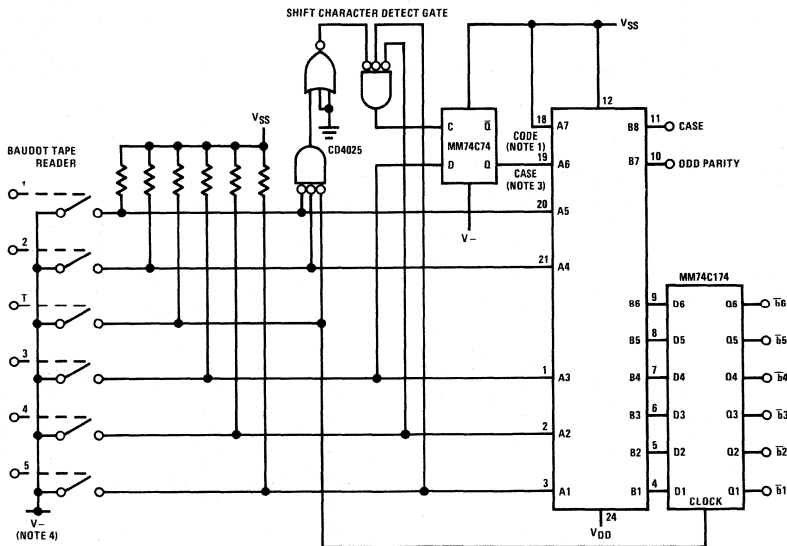 SHIFT CHARACTER DETECT GATE
VSS
12
VSS
BAUDOT TAPE
READER
CD4025
C Q̅
MM74C74
D Q
V−
CODE
(NOTE 1)
CASE
(NOTE 3)
18 A7
19 A6
20 A5
21 A4
1 A3
2 A2
3 A1
B8 11 CASE
B7 10 ODD PARITY
MM74C174
B6 9 D6 Q6 b̅6
B5 8 D5 Q5 b̅5
B4 7 D4 Q4 b̅4
B3 6 D3 Q3 b̅3
B2 5 D2 Q2 b̅2
B1 4 D1 Q1 b̅1
CLOCK
24
VDD
1
2
T
3
4
5
V−
(NOTE 4)